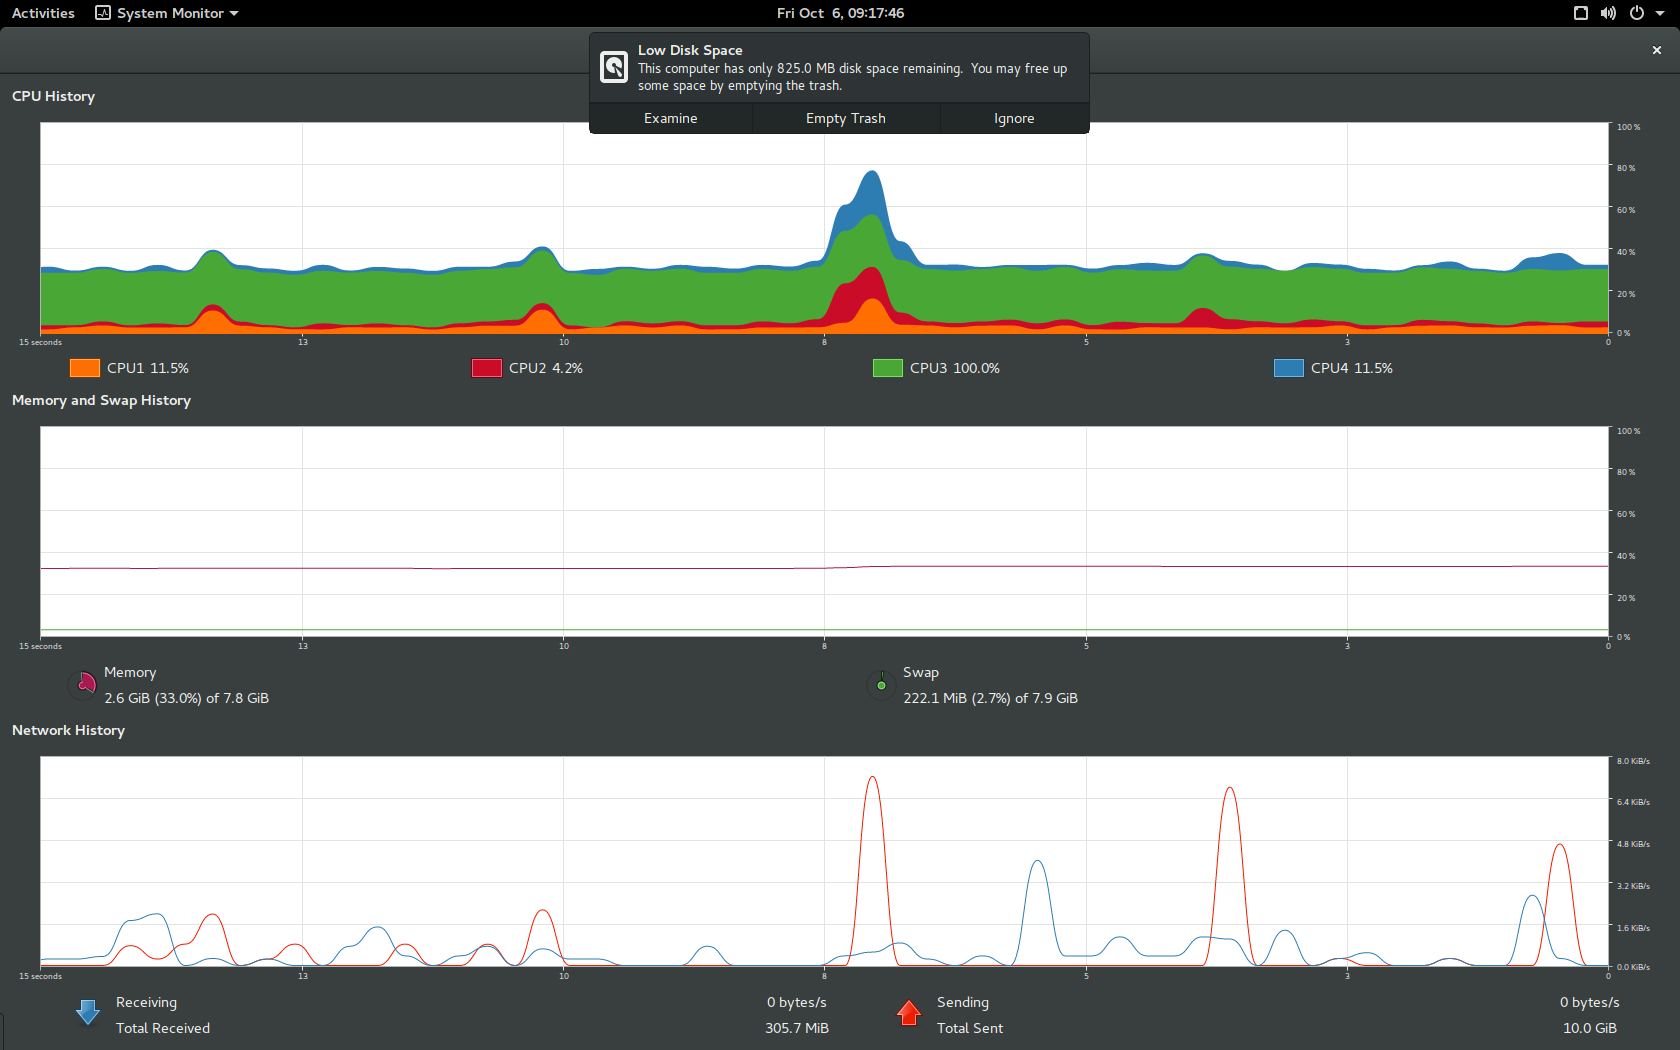 Activities System Monitor Fri Oct 6, 09:17:46
Low Disk Space
This computer has only 825.0 MB disk space remaining. You may free up
some space by emptying the trash.
Examine Empty Trash Ignore
CPU History
100 %
80 %
60 %
40 %
20 %
0 %
15 seconds 13 10 8 5 3 0
CPU1 11.5% CPU2 4.2% CPU3 100.0% CPU4 11.5%
Memory and Swap History
100 %
80 %
60 %
40 %
20 %
0 %
15 seconds 13 10 8 5 3 0
Memory Swap
2.6 GiB (33.0%) of 7.8 GiB 222.1 MiB (2.7%) of 7.9 GiB
Network History
8.0 KiB/s
6.4 KiB/s
4.8 KiB/s
3.2 KiB/s
1.6 KiB/s
0.0 KiB/s
15 seconds 13 10 8 5 3 0
Receiving 0 bytes/s Sending 0 bytes/s
Total Received 305.7 MiB Total Sent 10.0 GiB